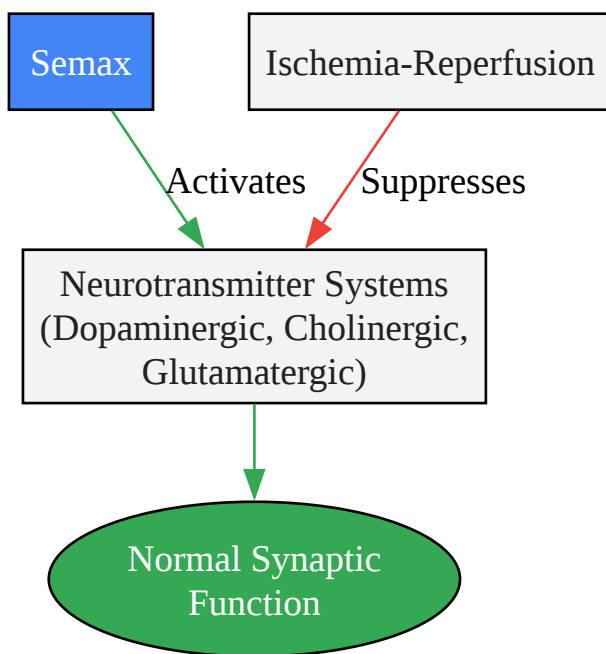 Semax
Ischemia-Reperfusion
Activates
Suppresses
Neurotransmitter Systems
(Dopaminergic, Cholinergic,
Glutamatergic)
Normal Synaptic
Function